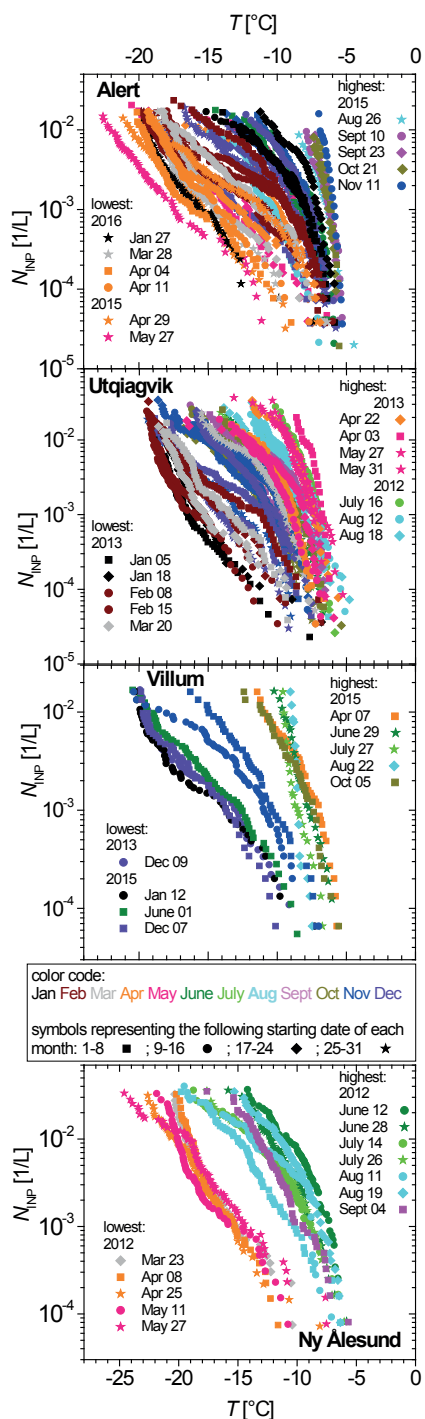 T [°C]
-20 -15 -10 -5 0
Alert
highest:
2015
Aug 26
Sept 10
Sept 23
Oct 21
Nov 11
lowest:
2016
Jan 27
Mar 28
Apr 04
Apr 11
2015
Apr 29
May 27
N_INP [1/L]
10^-2
10^-3
10^-4
10^-5
Utqiagvik
highest:
2013
Apr 22
Apr 03
May 27
May 31
2012
July 16
Aug 12
Aug 18
lowest:
2013
Jan 05
Jan 18
Feb 08
Feb 15
Mar 20
N_INP [1/L]
10^-2
10^-3
10^-4
10^-5
Villum
highest:
2015
Apr 07
June 29
July 27
Aug 22
Oct 05
lowest:
2013
Dec 09
2015
Jan 12
June 01
Dec 07
N_INP [1/L]
10^-2
10^-3
10^-4
color code:
Jan Feb Mar Apr May June July Aug Sept Oct Nov Dec
symbols representing the following starting date of each
month: 1-8 ■ ; 9-16 ● ; 17-24 ◆ ; 25-31 ★
highest:
2012
June 12
June 28
July 14
July 26
Aug 11
Aug 19
Sept 04
lowest:
2012
Mar 23
Apr 08
Apr 25
May 11
May 27
N_INP [1/L]
10^-2
10^-3
10^-4
Ny Ålesund
-25 -20 -15 -10 -5 0
T [°C]